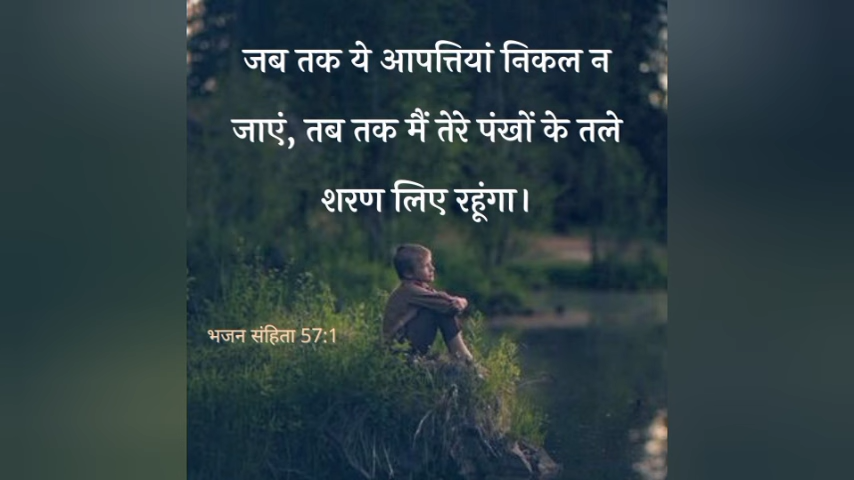 जब तक ये आपत्तियां निकल न
जाएं, तब तक मैं तेरे पंखों के तले
शरण लिए रहूंगा।
भजन संहिता 57:1